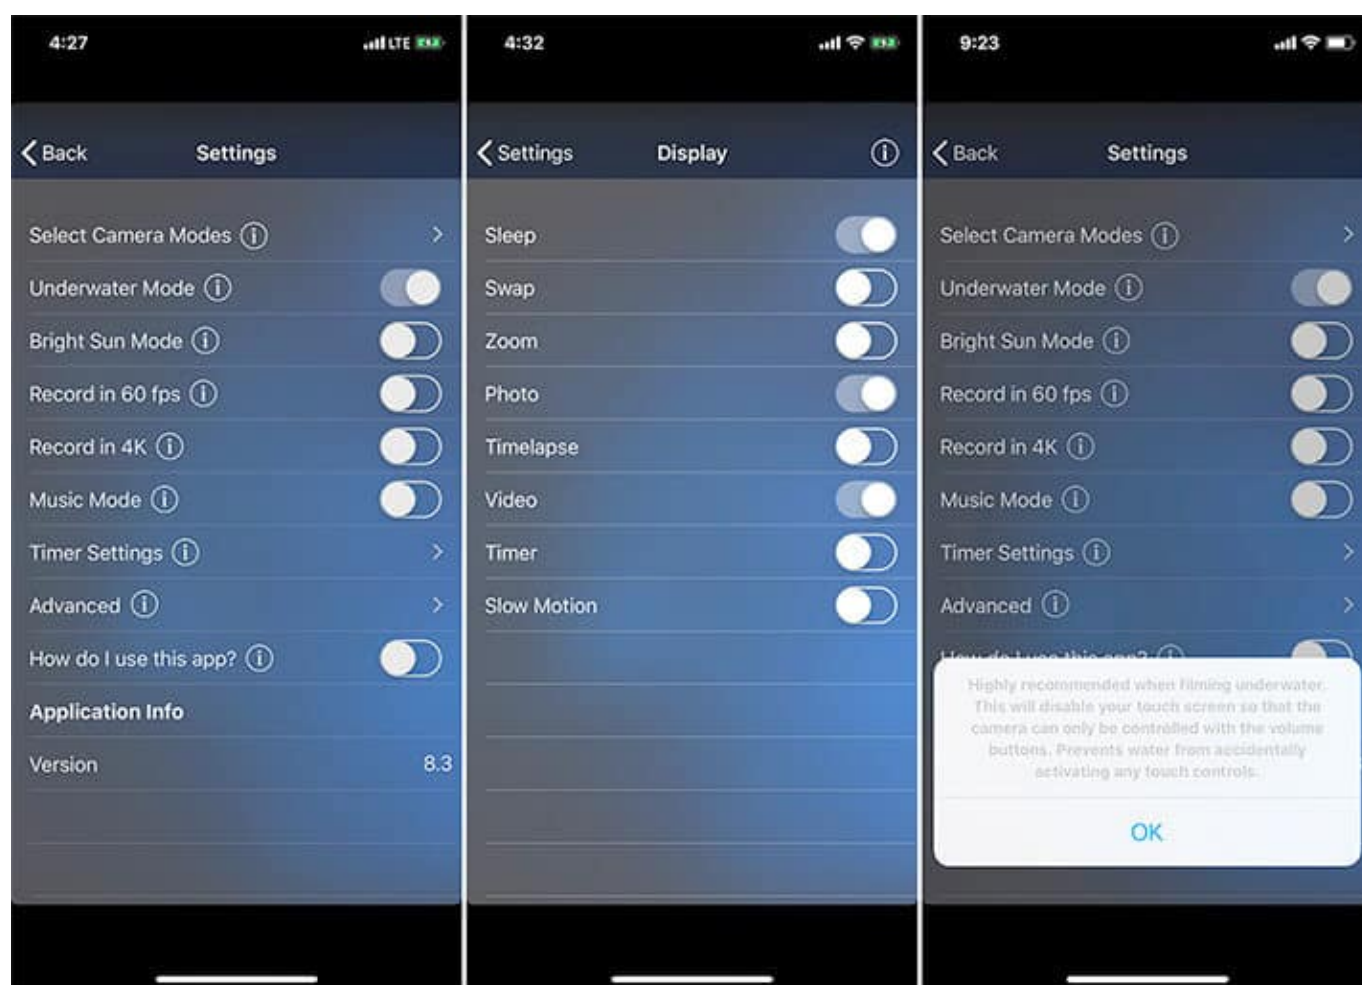 4:27
LTE
Back
Settings
Select Camera Modes
Underwater Mode
Bright Sun Mode
Record in 60 fps
Record in 4K
Music Mode
Timer Settings
Advanced
How do I use this app?
Application Info
Version 8.3
4:32
Settings
Display
Sleep
Swap
Zoom
Photo
Timelapse
Video
Timer
Slow Motion
9:23
Back
Settings
Select Camera Modes
Underwater Mode
Bright Sun Mode
Record in 60 fps
Record in 4K
Music Mode
Timer Settings
Advanced
How do I use this app?
Highly recommended when filming underwater.
This will disable your touch screen so that the
camera can only be controlled with the volume
buttons. Prevents water from accidentally
activating any touch controls.
OK